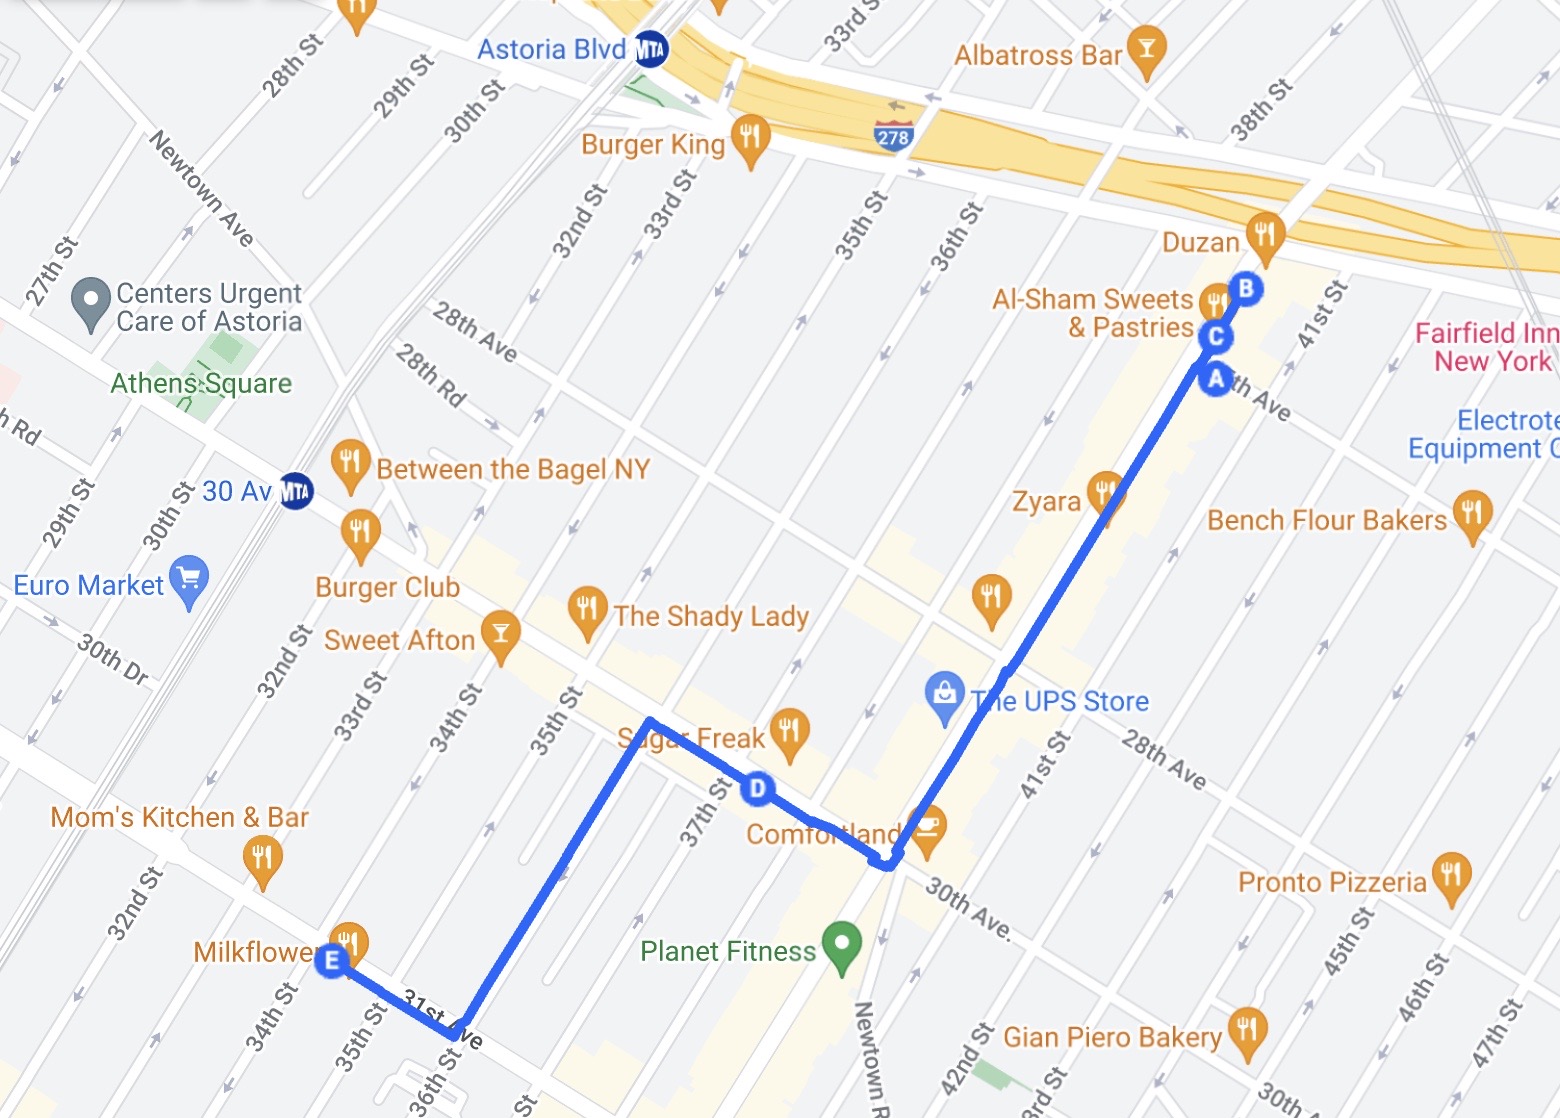 33rd St
Astoria Blvd
MTA
Albatross Bar
28th St
29th St
30th St
38th St
278
Burger King
Newtown Ave
32nd St
33rd St
35th St
36th St
Duzan
27th St
B
Centers Urgent
Care of Astoria
Al-Sham Sweets
& Pastries
C
41st St
Fairfield Inn
New York
28th Ave
28th Rd
Athens Square
A
th Ave
h Rd
Electrote
Equipment C
Between the Bagel NY
30 Av
MTA
29th St
30th St
Zyara
Bench Flour Bakers
Euro Market
Burger Club
The Shady Lady
Sweet Afton
30th Dr
32nd St
33rd St
34th St
35th St
The UPS Store
Sugar Freak
28th Ave
41st St
D
37th St
Mom's Kitchen & Bar
Comfortland
30th Ave.
Pronto Pizzeria
32nd St
Planet Fitness
Milkflower
E
45th St
46th St
31st Ave
34th St
35th St
36th St
St
Newtown R
Gian Piero Bakery
42nd St
3rd St
47th St
30th A